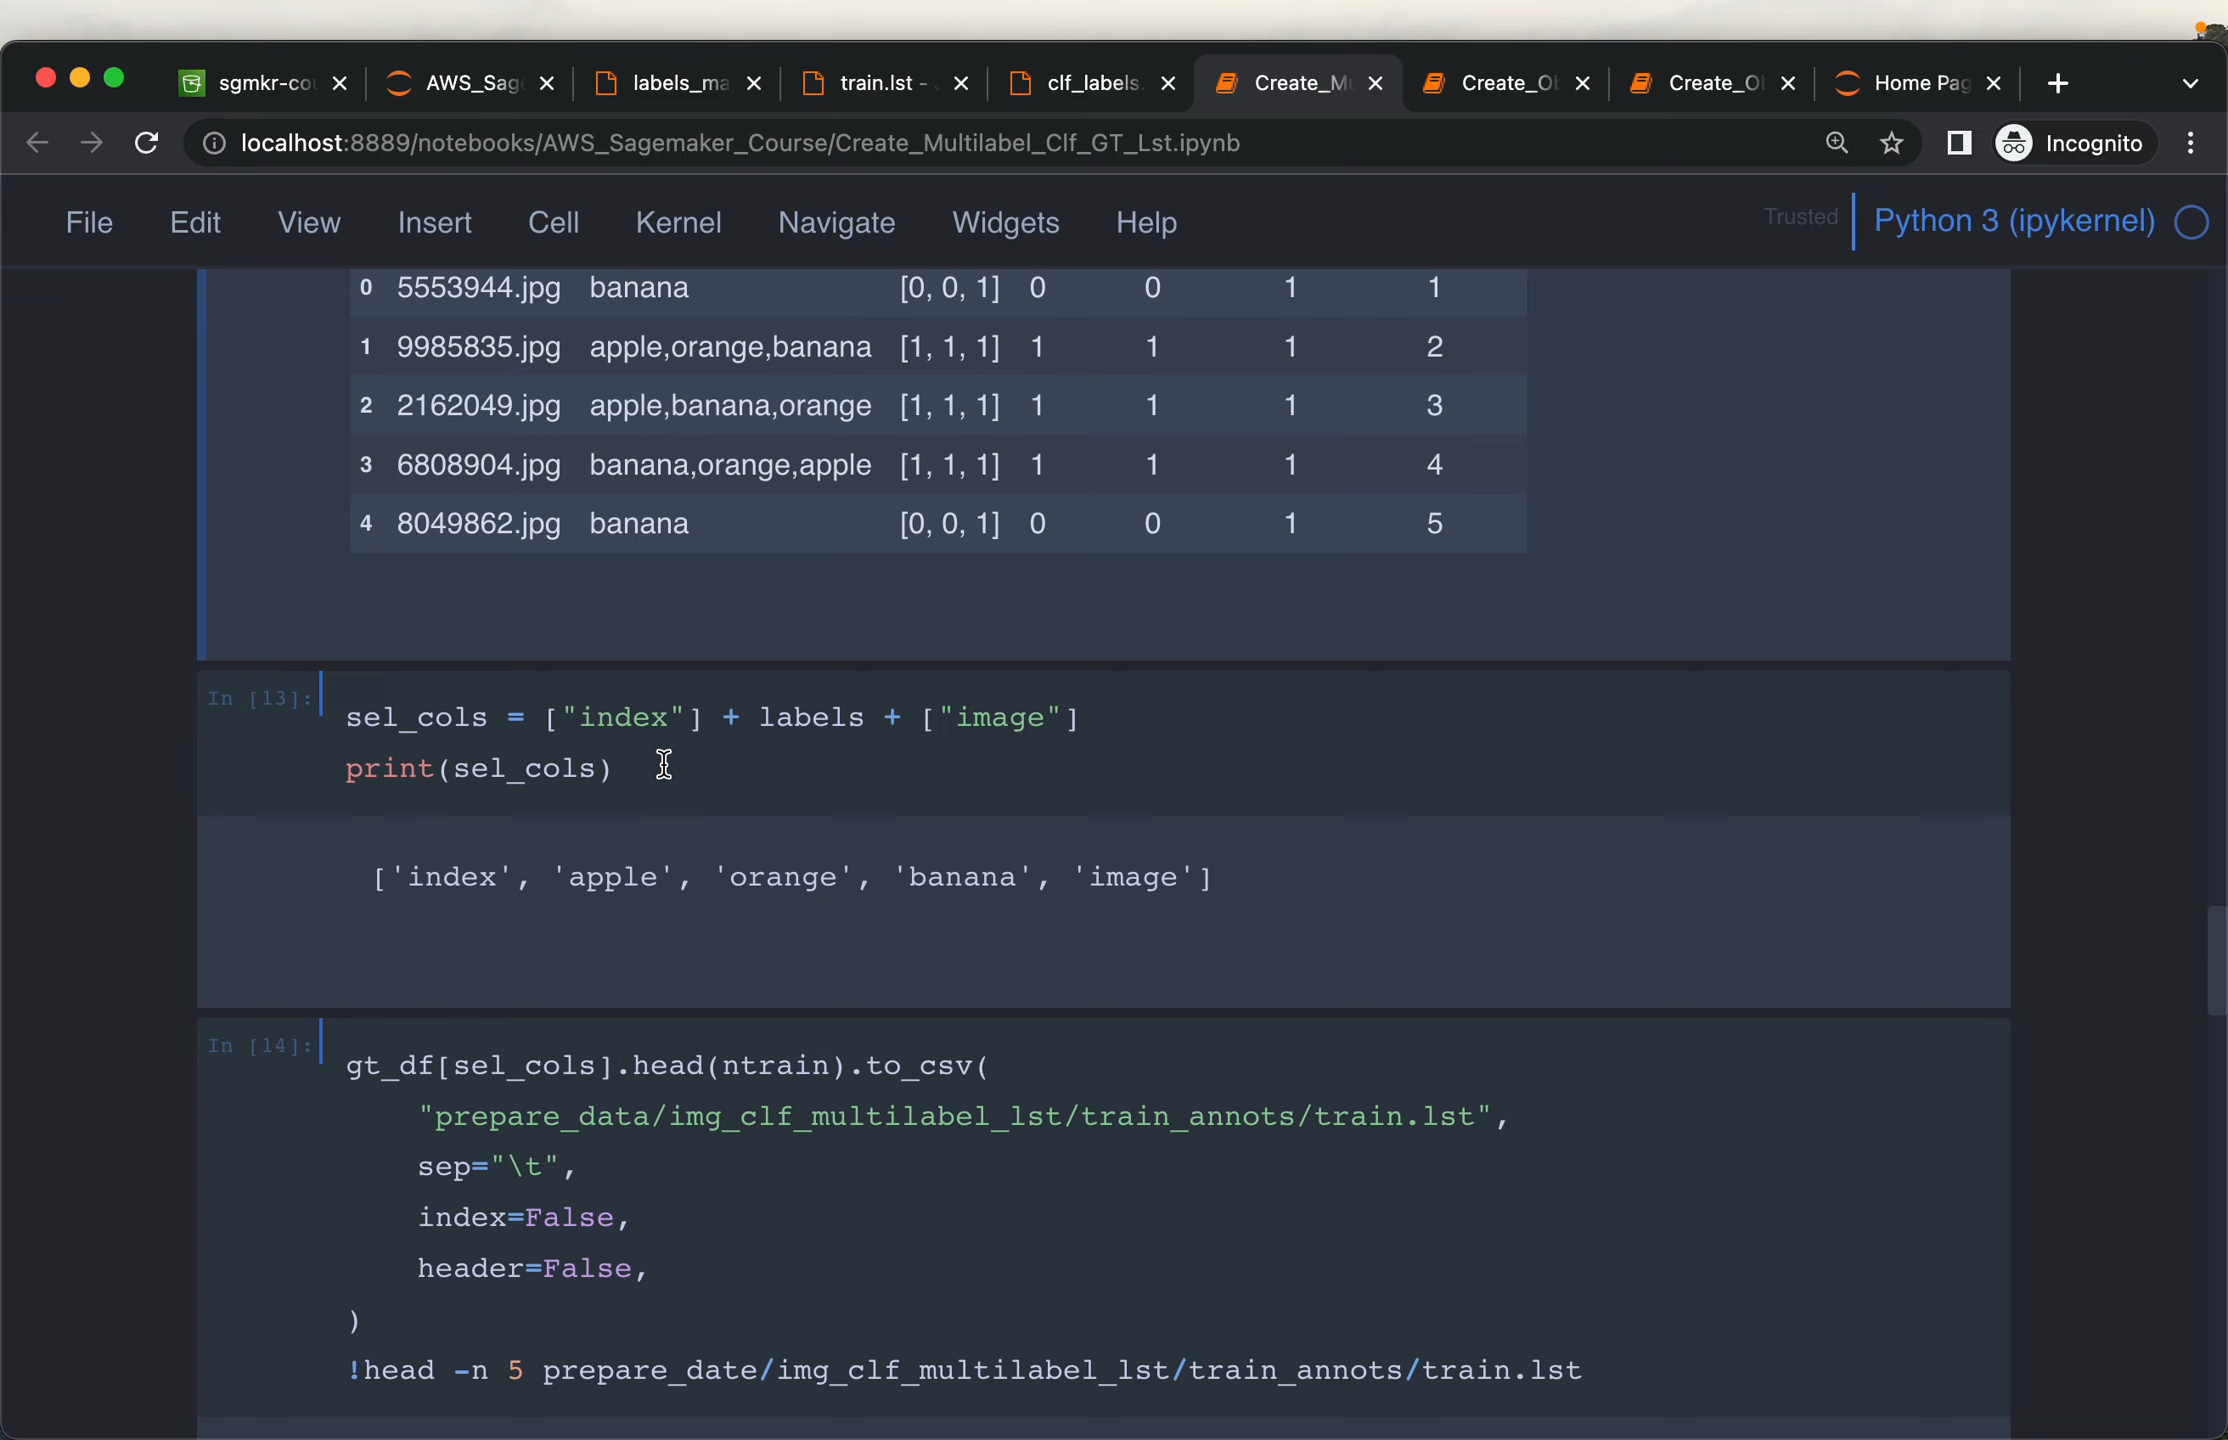 sgmkr-co
AWS_Sag
labels_ma
train.lst -
clf_labels.
Create_M
Create_O
Create_O
Home Pag
localhost:8889/notebooks/AWS_Sagemaker_Course/Create_Multilabel_Clf_GT_Lst.ipynb
Incognito
File Edit View Insert Cell Kernel Navigate Widgets Help
Trusted
Python 3 (ipykernel)
0 5553944.jpg banana [0, 0, 1] 0 0 1 1
1 9985835.jpg apple,orange,banana [1, 1, 1] 1 1 1 2
2 2162049.jpg apple,banana,orange [1, 1, 1] 1 1 1 3
3 6808904.jpg banana,orange,apple [1, 1, 1] 1 1 1 4
4 8049862.jpg banana [0, 0, 1] 0 0 1 5
In [13]:
sel_cols = ["index"] + labels + ["image"]
print(sel_cols)
['index', 'apple', 'orange', 'banana', 'image']
In [14]:
gt_df[sel_cols].head(ntrain).to_csv(
"prepare_data/img_clf_multilabel_lst/train_annots/train.lst",
sep="\t",
index=False,
header=False,
)
!head -n 5 prepare_date/img_clf_multilabel_lst/train_annots/train.lst